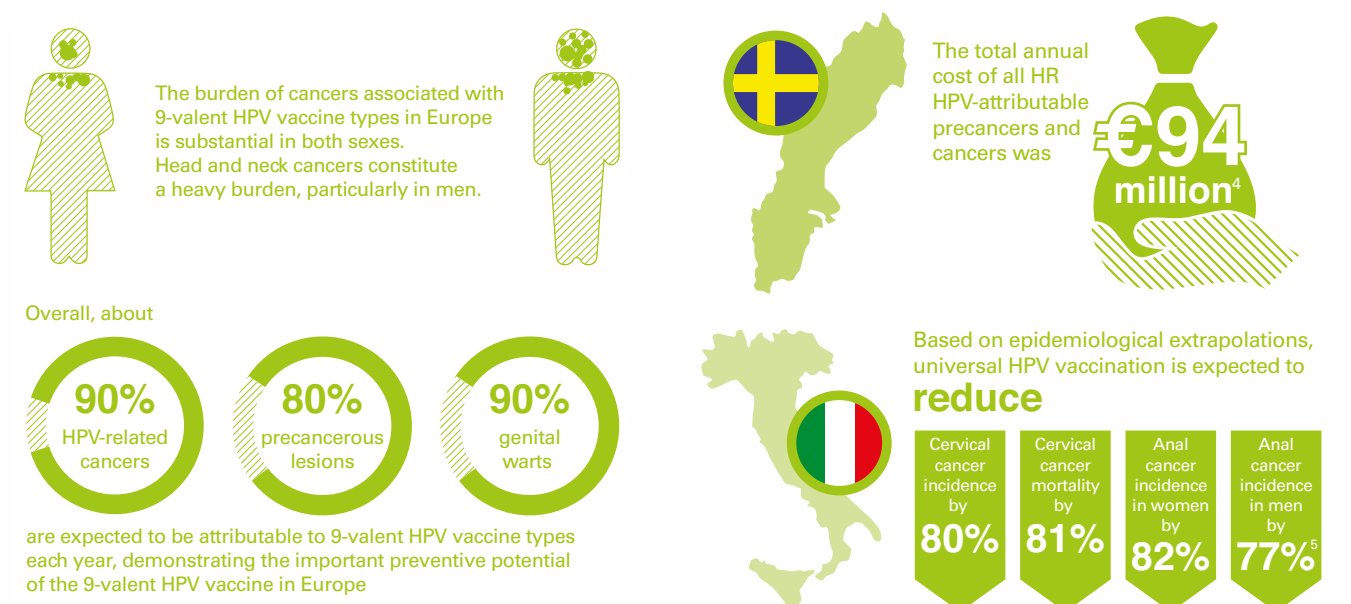 The burden of cancers associated with
9-valent HPV vaccine types in Europe
is substantial in both sexes.
Head and neck cancers constitute
a heavy burden, particularly in men.
Overall, about
90%
HPV-related
cancers
80%
precancerous
lesions
90%
genital
warts
are expected to be attributable to 9-valent HPV vaccine types
each year, demonstrating the important preventive potential
of the 9-valent HPV vaccine in Europe
The total annual
cost of all HR
HPV-attributable
precancers and
cancers was
€94
million4
Based on epidemiological extrapolations,
universal HPV vaccination is expected to
reduce
Cervical
cancer
incidence
by
80%
Cervical
cancer
mortality
by
81%
Anal
cancer
incidence
in women
by
82%
Anal
cancer
incidence
in men
by
77%5